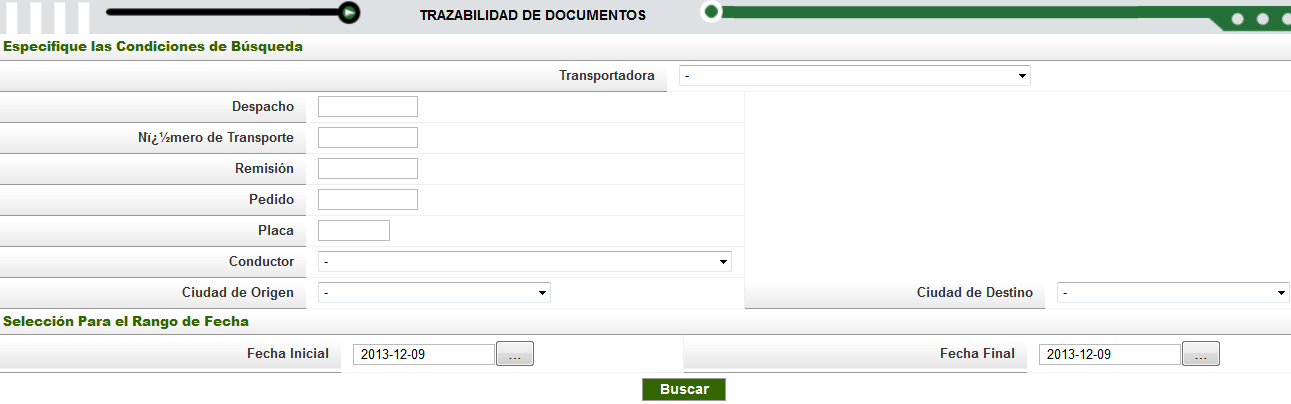 TRAZABILIDAD DE DOCUMENTOS
Especifique las Condiciones de Búsqueda
Transportadora -
Despacho
Nï¿½mero de Transporte
Remisión
Pedido
Placa
Conductor -
Ciudad de Origen - Ciudad de Destino -
Selección Para el Rango de Fecha
Fecha Inicial 2013-12-09 ... Fecha Final 2013-12-09 ...
Buscar